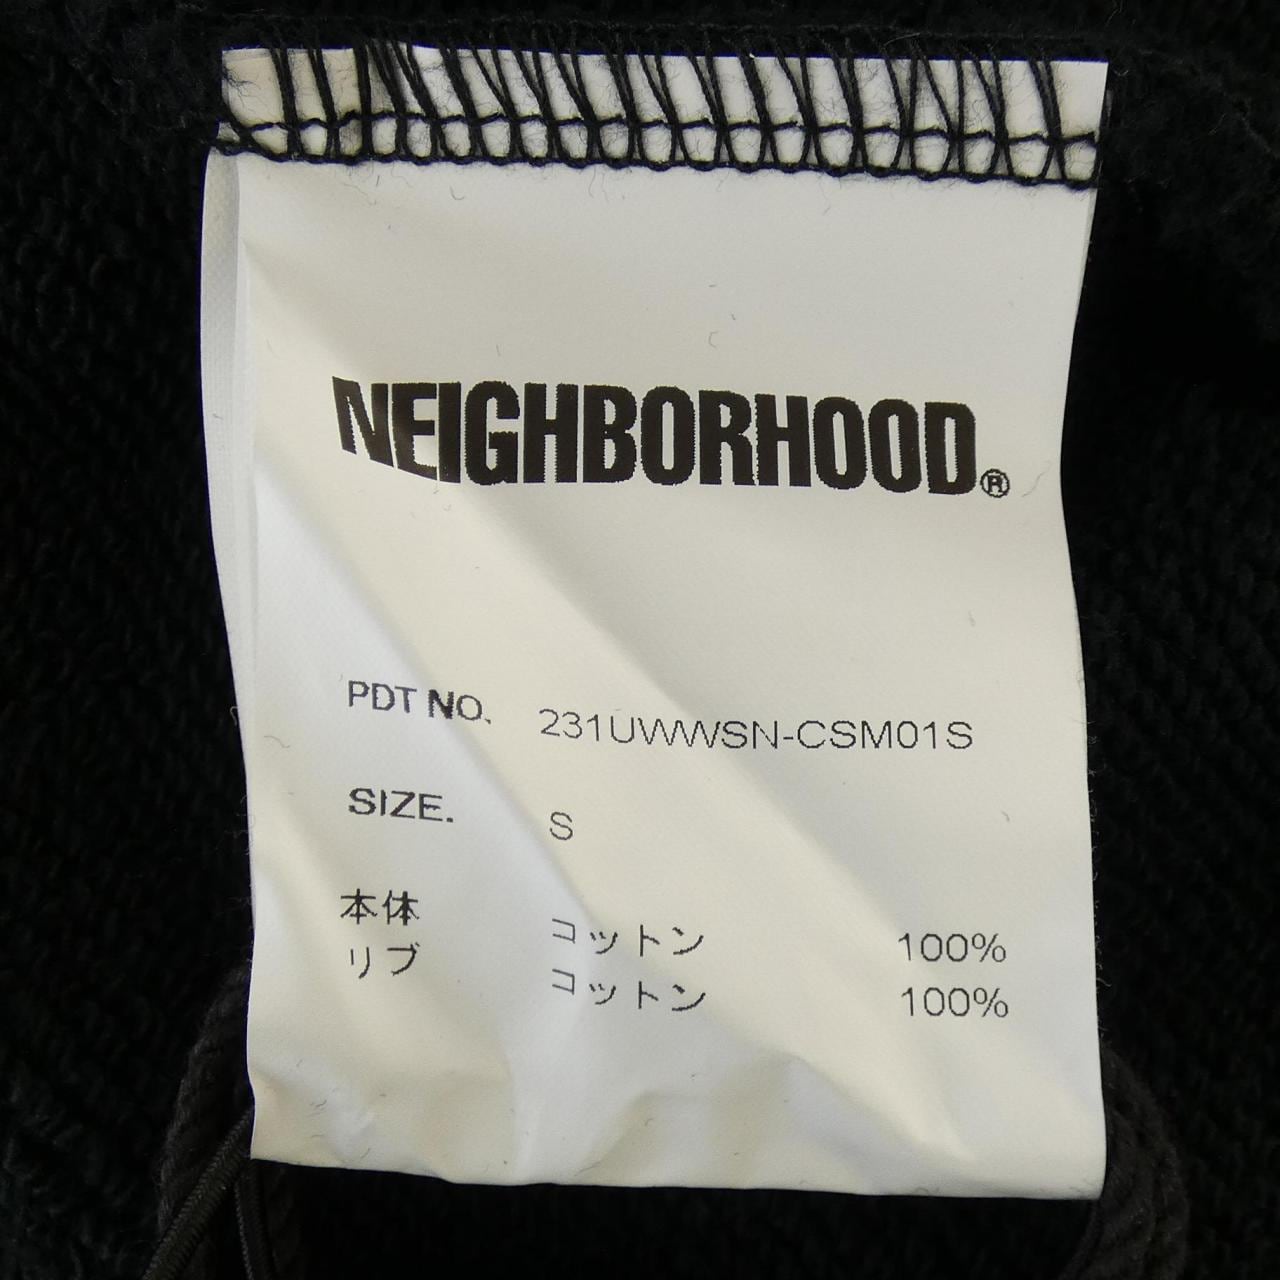 NEIGHBORHOOD®
PDT NO. 231UWWSN-CSM01S
SIZE. S
本体 コットン 100%
リブ コットン 100%